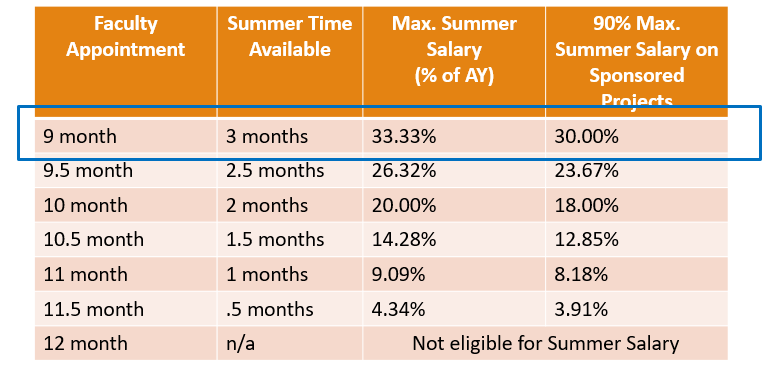 Faculty Appointment | Summer Time Available | Max. Summer Salary (% of AY) | 90% Max. Summer Salary on Sponsored Projects
9 month | 3 months | 33.33% | 30.00%
9.5 month | 2.5 months | 26.32% | 23.67%
10 month | 2 months | 20.00% | 18.00%
10.5 month | 1.5 months | 14.28% | 12.85%
11 month | 1 months | 9.09% | 8.18%
11.5 month | .5 months | 4.34% | 3.91%
12 month | n/a | Not eligible for Summer Salary